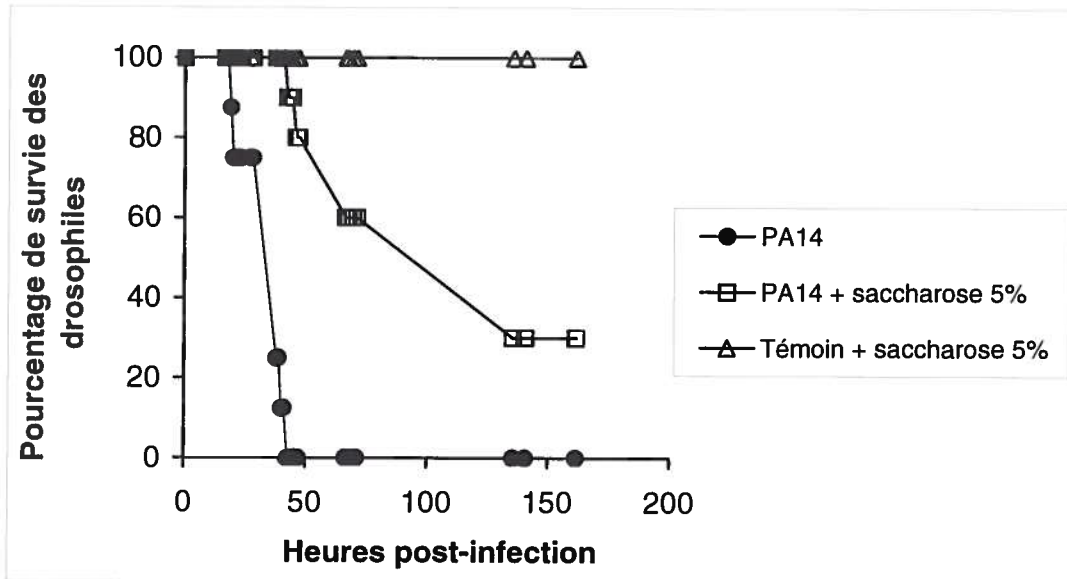 Pourcentage de survie des
drosophiles
100
80
60
40
20
0
0 50 100 150 200
Heures post-infection
PA14
PA14 + saccharose 5%
Témoin + saccharose 5%